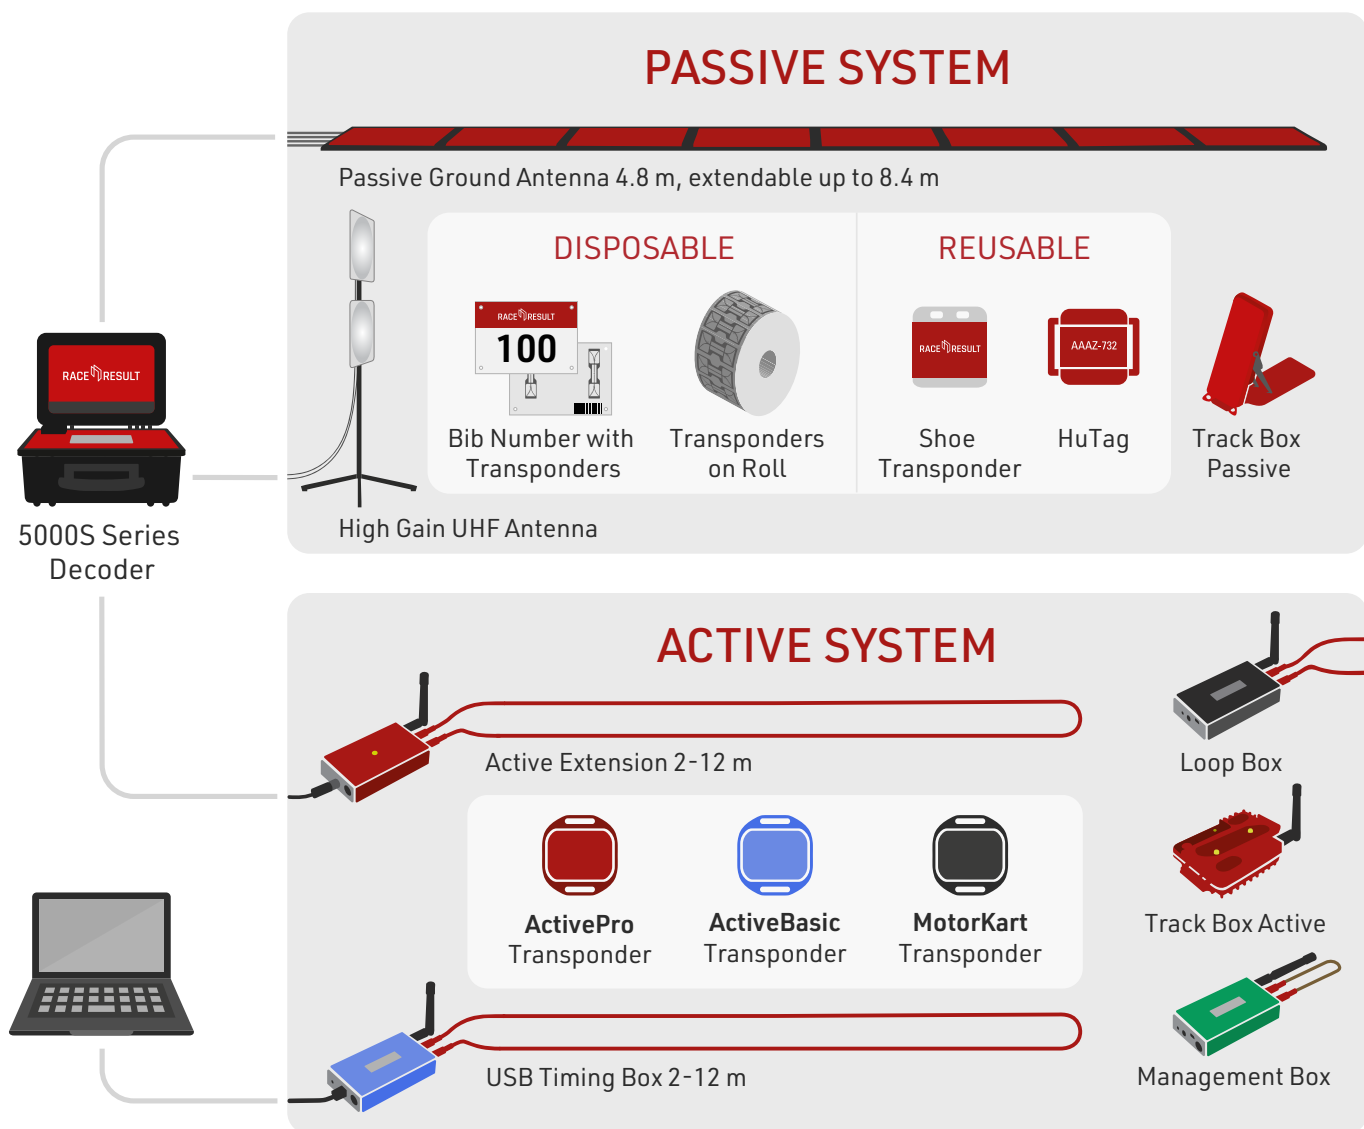 PASSIVE SYSTEM
Passive Ground Antenna 4.8 m, extendable up to 8.4 m
DISPOSABLE
REUSABLE
RACE RESULT
100
RACE RESULT
AAAZ-732
Bib Number with
Transponders
Transponders
on Roll
Shoe
Transponder
HuTag
Track Box
Passive
High Gain UHF Antenna
RACE RESULT
5000S Series
Decoder
ACTIVE SYSTEM
Active Extension 2-12 m
Loop Box
ActivePro
Transponder
ActiveBasic
Transponder
MotorKart
Transponder
Track Box Active
USB Timing Box 2-12 m
Management Box